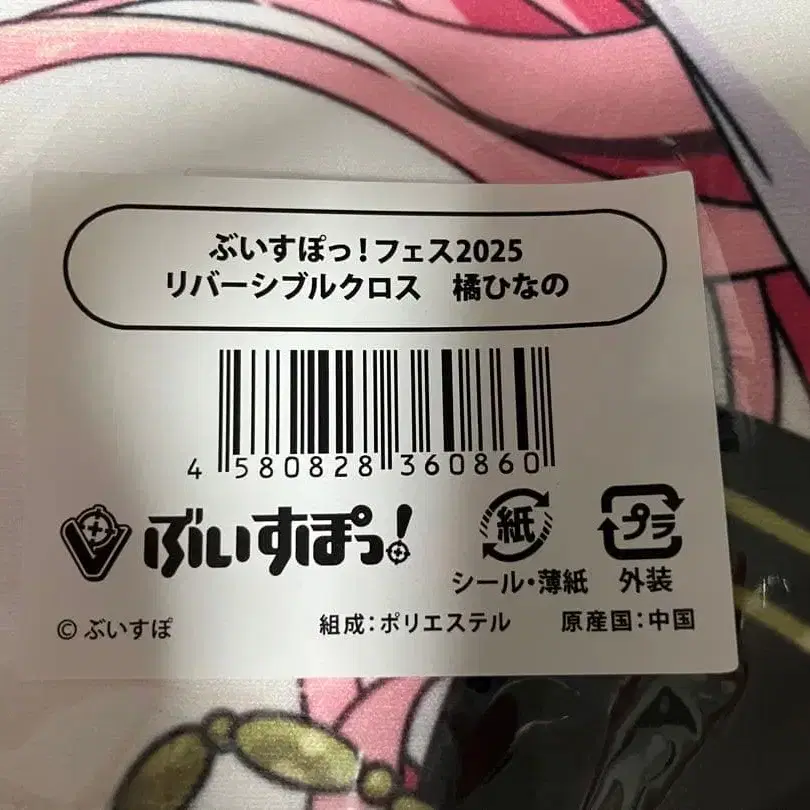 ぶいすぽっ！フェス2025
リバーシブルクロス　橘ひなの
4 580828 360860
ぶいすぽっ！
紙
プラ
シール・薄紙
外装
© ぶいすぽ
組成：ポリエステル
原産国：中国